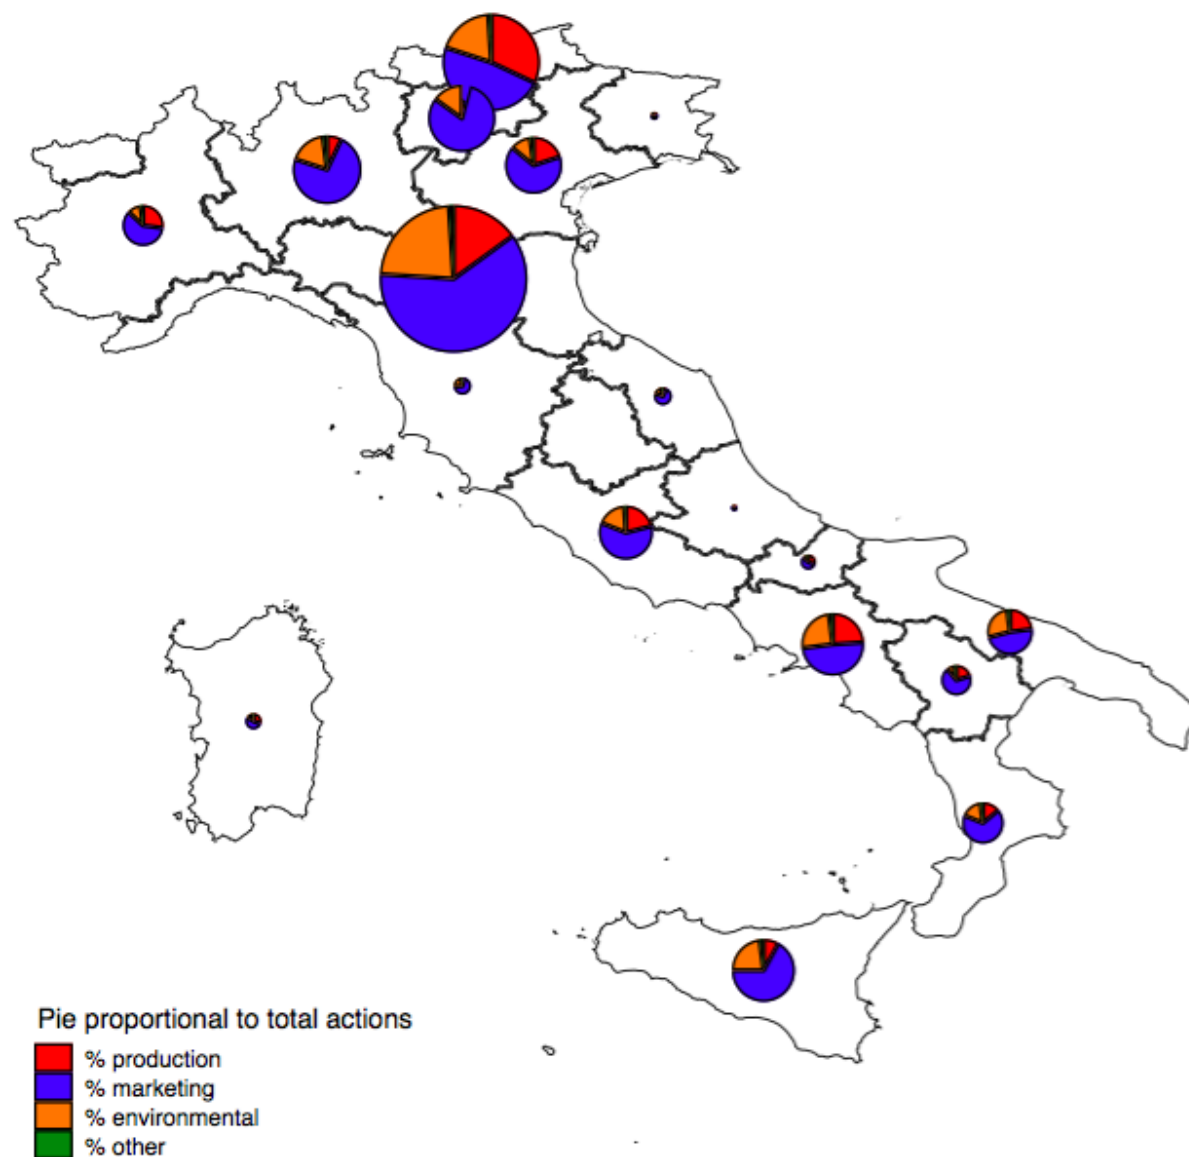 Pie proportional to total actions
% production
% marketing
% environmental
% other